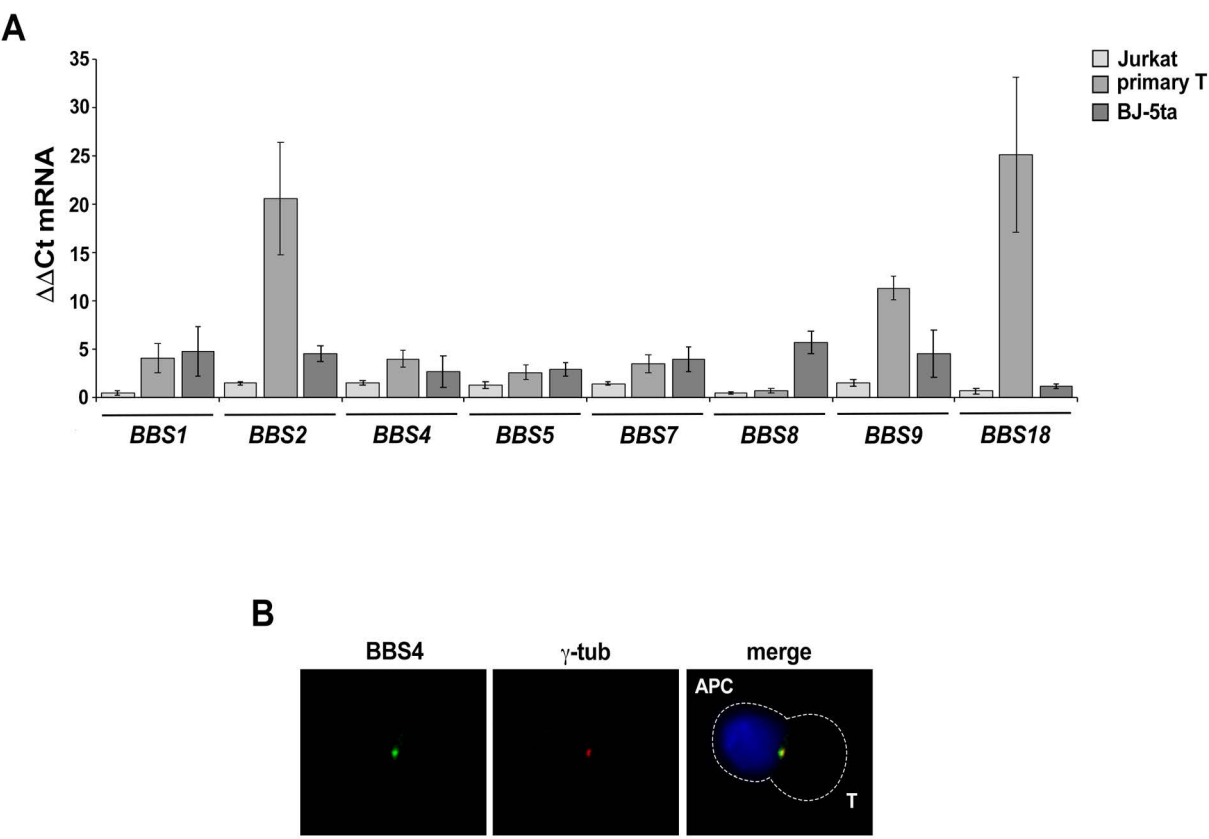 A
ΔΔCt mRNA
35
30
25
20
15
10
5
0
BBS1 BBS2 BBS4 BBS5 BBS7 BBS8 BBS9 BBS18
Jurkat
primary T
BJ-5ta
B
BBS4 γ-tub merge
APC
T